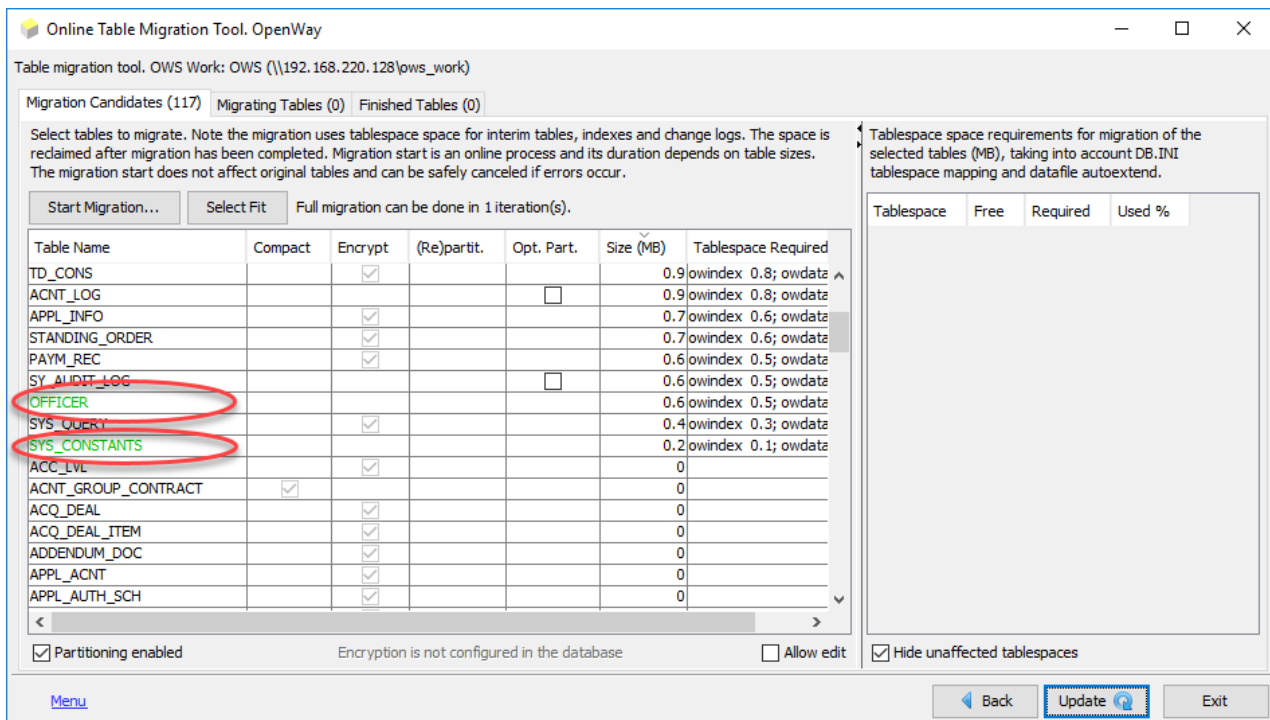 Online Table Migration Tool. OpenWay
Table migration tool. OWS Work: OWS (\\192.168.220.128\ows_work)
Migration Candidates (117) Migrating Tables (0) Finished Tables (0)
Select tables to migrate. Note the migration uses tablespace space for interim tables, indexes and change logs. The space is
reclaimed after migration has been completed. Migration start is an online process and its duration depends on table sizes.
The migration start does not affect original tables and can be safely canceled if errors occur.
Start Migration... Select Fit Full migration can be done in 1 iteration(s).
Table Name Compact Encrypt (Re)partit. Opt. Part. Size (MB) Tablespace Required
TD_CONS 0.9 owindex 0.8; owdata
ACNT_LOG 0.9 owindex 0.8; owdata
APPL_INFO 0.7 owindex 0.6; owdata
STANDING_ORDER 0.7 owindex 0.6; owdata
PAYM_REC 0.6 owindex 0.5; owdata
SY_AUDIT_LOG 0.6 owindex 0.5; owdata
OFFICER 0.6 owindex 0.5; owdata
SYS_QUERY 0.4 owindex 0.3; owdata
SYS_CONSTANTS 0.2 owindex 0.1; owdata
ACC_LVL 0
ACNT_GROUP_CONTRACT 0
ACQ_DEAL 0
ACQ_DEAL_ITEM 0
ADDENDUM_DOC 0
APPL_ACNT 0
APPL_AUTH_SCH 0
Partitioning enabled Encryption is not configured in the database Allow edit
Tablespace space requirements for migration of the
selected tables (MB), taking into account DB.INI
tablespace mapping and datafile autoextend.
Tablespace Free Required Used %
Hide unaffected tablespaces
Menu Back Update Exit